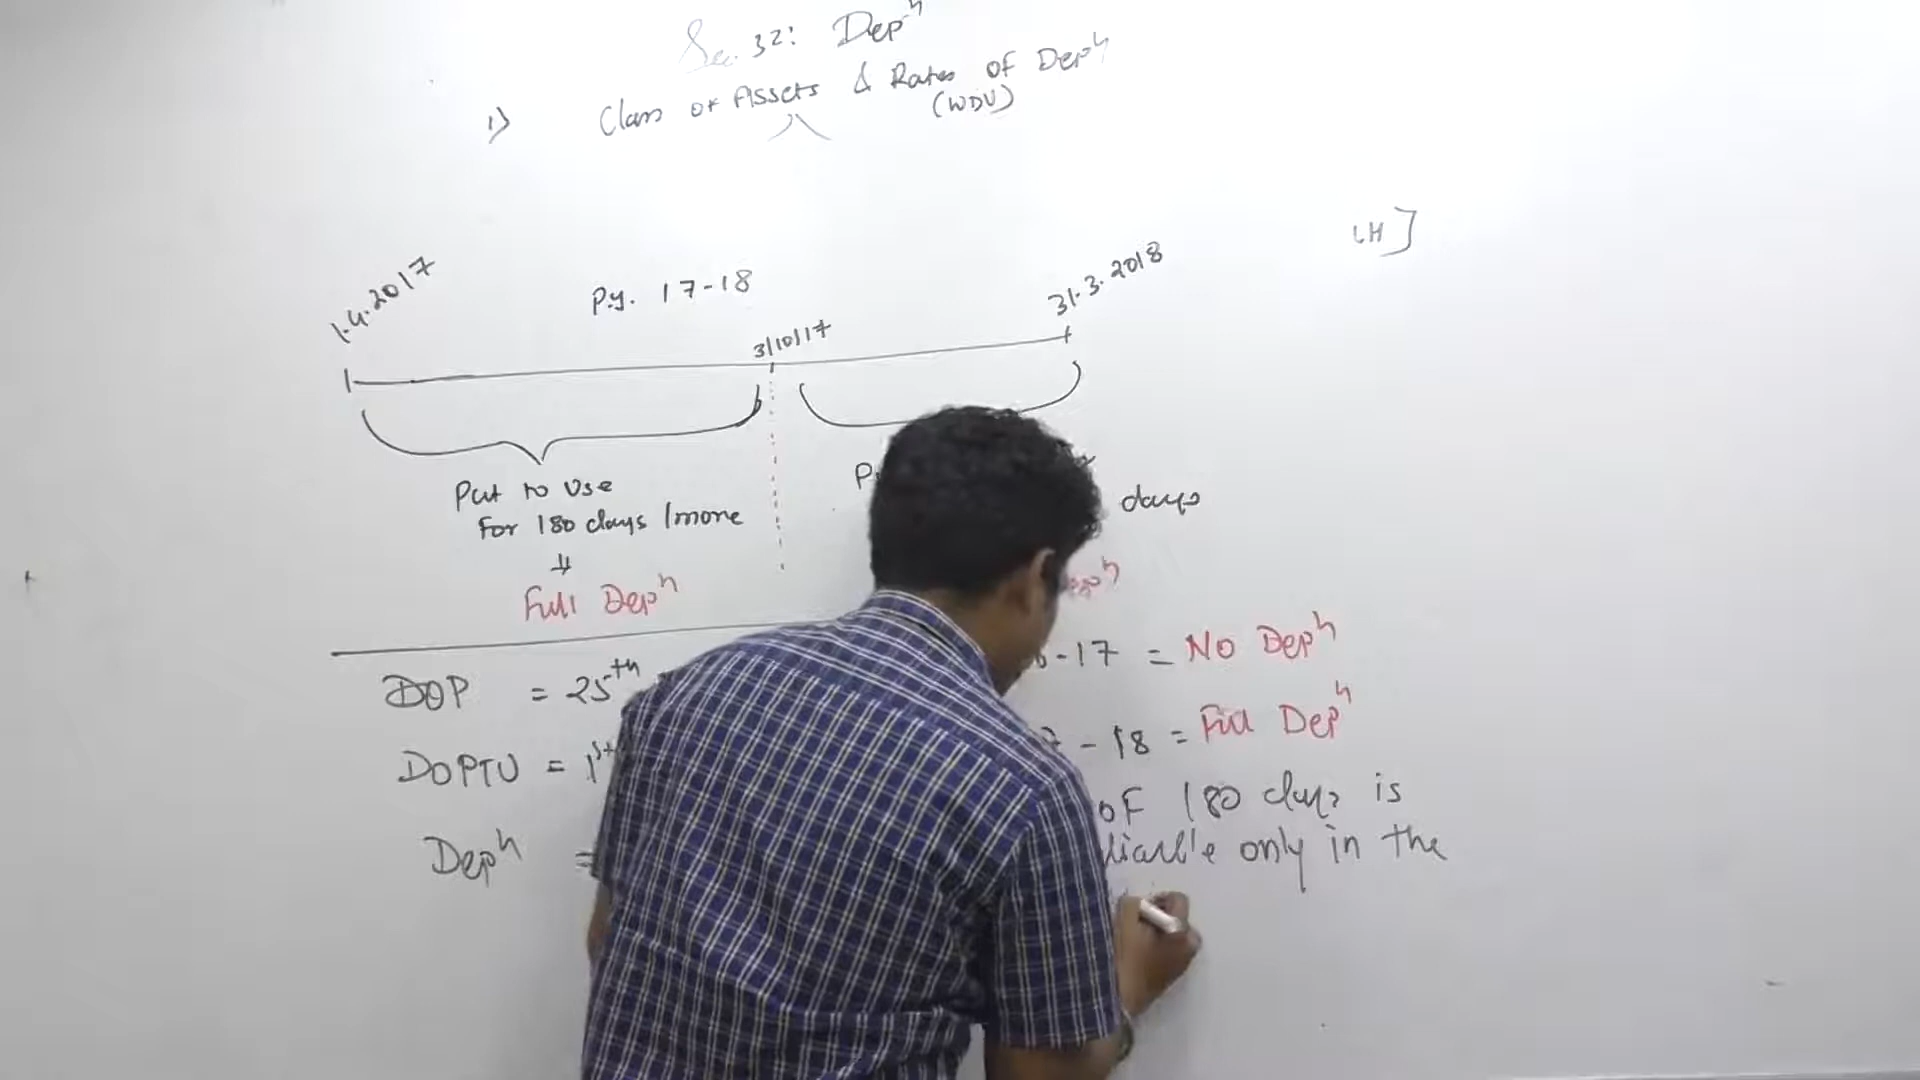 Sec. 32: Depⁿ
1) Class of Assets & Rates of Depⁿ
(WDU)
LH]
1.4.2017
P.y. 17-18
3/10/17
31.3.2018
Put to Use
For 180 days /more
days
Full Depⁿ
-17 = No Depⁿ
DOP = 25th
- 18 = Full Depⁿ
DOPTU = 1st
OF 180 days is
Depⁿ =
only in the